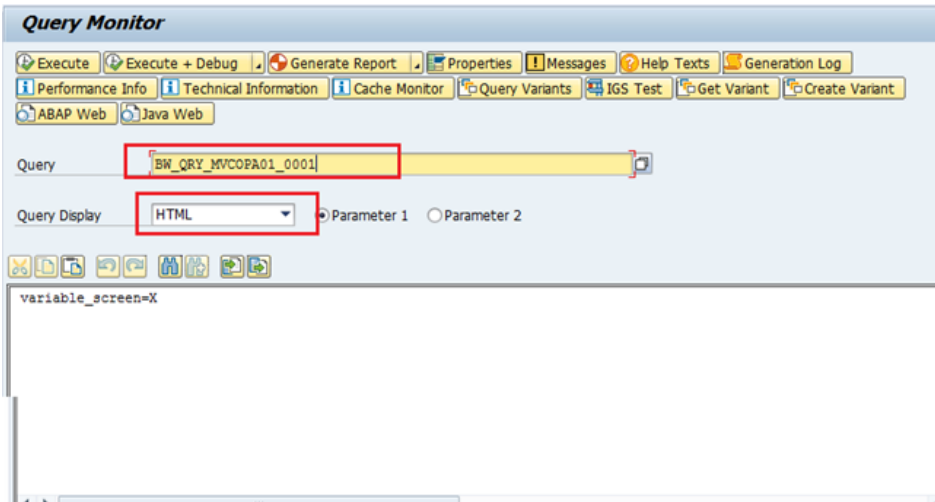 Query Monitor
Execute Execute + Debug Generate Report Properties Messages Help Texts Generation Log
Performance Info Technical Information Cache Monitor Query Variants IGS Test Get Variant Create Variant
ABAP Web Java Web
Query BW_QRY_MVCOPA01_0001
Query Display HTML Parameter 1 Parameter 2
variable_screen=X